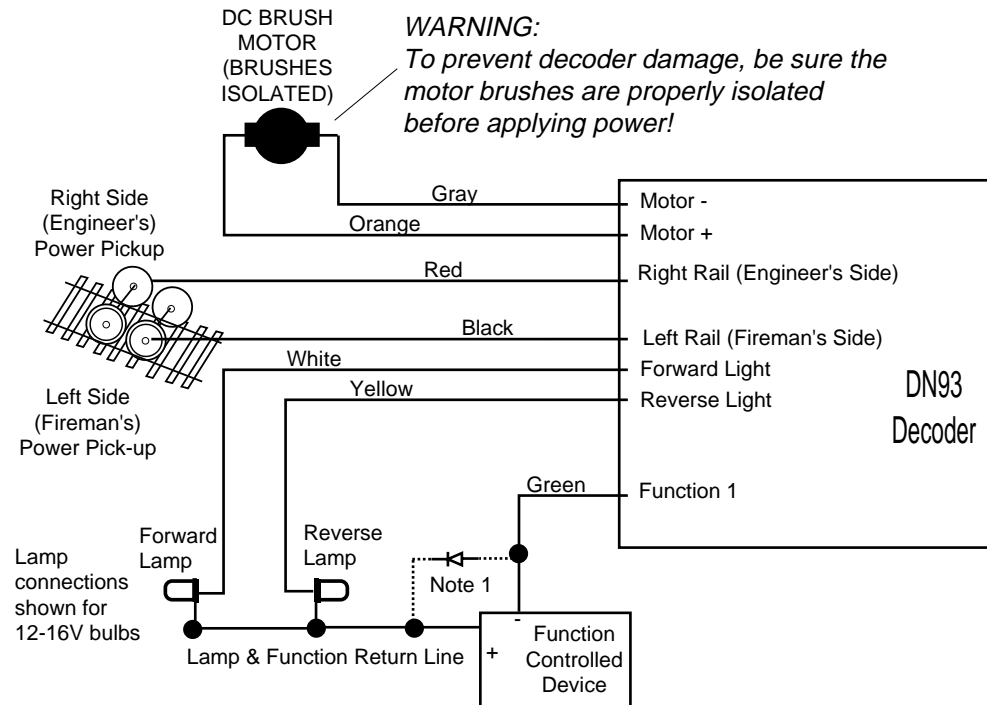 DC BRUSH
MOTOR
(BRUSHES
ISOLATED)
WARNING:
To prevent decoder damage, be sure the
motor brushes are properly isolated
before applying power!
Right Side
(Engineer's)
Power Pickup
Gray
Motor -
Orange
Motor +
Red
Right Rail (Engineer's Side)
Black
Left Rail (Fireman's Side)
White
Forward Light
Yellow
Reverse Light
DN93
Decoder
Left Side
(Fireman's)
Power Pick-up
Green
Function 1
Forward
Lamp
Reverse
Lamp
Lamp
connections
shown for
12-16V bulbs
Note 1
Lamp & Function Return Line
-
+
Function
Controlled
Device